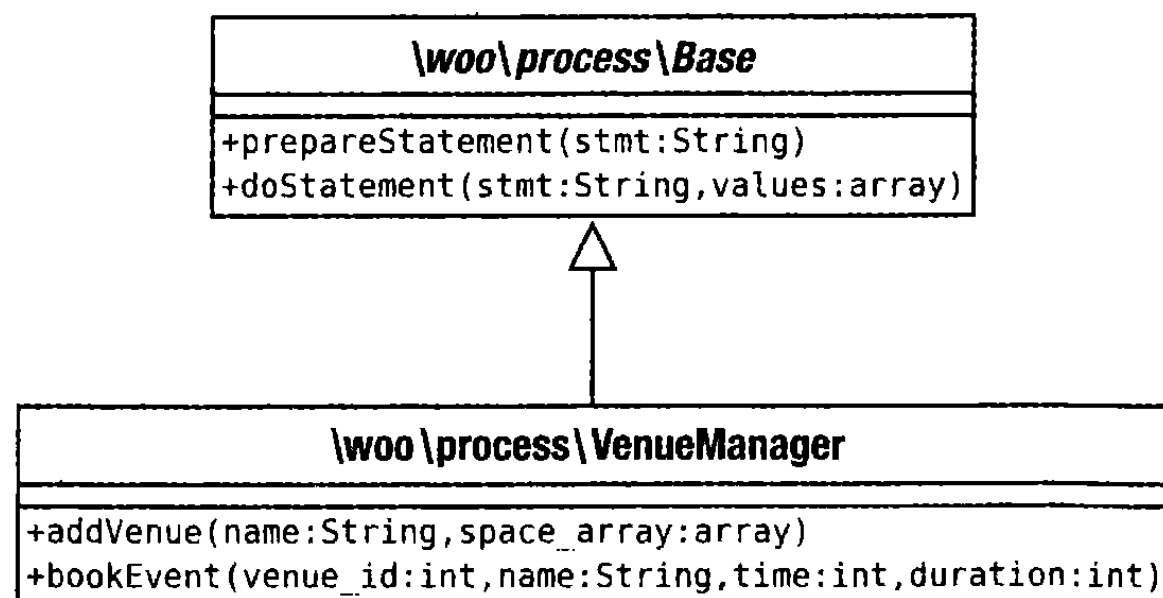 \woo\process\Base
+prepareStatement(stmt:String)
+doStatement(stmt:String,values:array)
\woo\process\VenueManager
+addVenue(name:String,space_array:array)
+bookEvent(venue_id:int,name:String,time:int,duration:int)